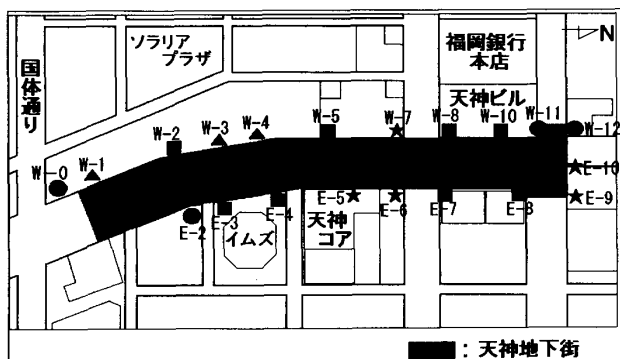 ソラリア
プラザ
福岡銀行
本店
N
国体通り
天神ビル
W-0
W-1
W-2
W-3
W-4
W-5
W-7
W-8
W-10
W-11
W-12
E-10
E-9
E-2
E-3
E-4
E-5
E-6
E-7
E-8
イムズ
天神
コア
：天神地下街